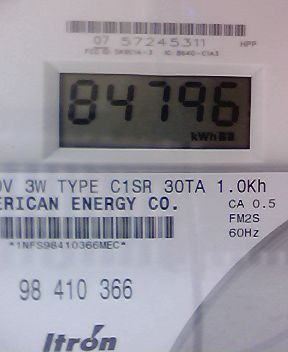 07 57245311 HPP
84796
kWh
0V 3W TYPE C1SR 30TA 1.0Kh
ERICAN ENERGY CO. CA 0.5
FM2S
*1NFS98410366MEC* 60Hz
98 410 366
Itron